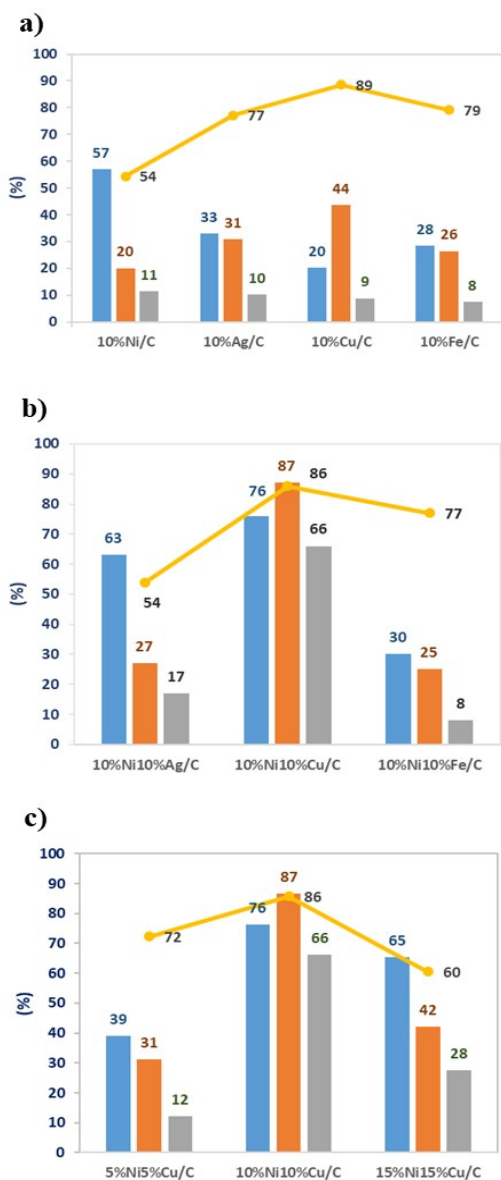 a)
100
90
80
70
60
50
40
30
20
10
0
(%)
57 20 11 54
33 31 10 77
20 44 9 89
28 26 8 79
10%Ni/C 10%Ag/C 10%Cu/C 10%Fe/C
b)
100
90
80
70
60
50
40
30
20
10
0
(%)
63 27 17 54
76 87 66 86
30 25 8 77
10%Ni10%Ag/C 10%Ni10%Cu/C 10%Ni10%Fe/C
c)
100
90
80
70
60
50
40
30
20
10
0
(%)
39 31 12 72
76 87 66 86
65 42 28 60
5%Ni5%Cu/C 10%Ni10%Cu/C 15%Ni15%Cu/C